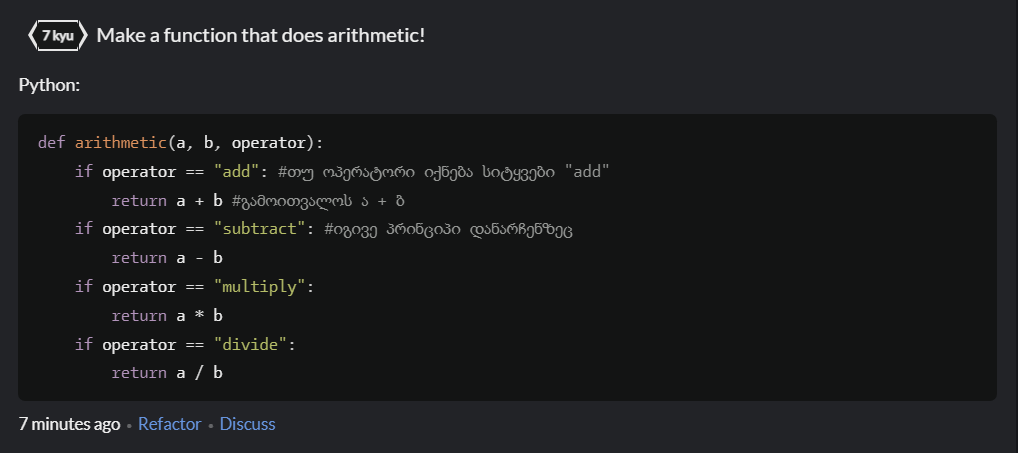 7 kyu Make a function that does arithmetic!
Python:
def arithmetic(a, b, operator):
    if operator == "add": #თუ ოპერატორი იქნება სიტყვები "add"
        return a + b #გამოითვალოს ა + ბ
    if operator == "subtract": #იგივე პრინციპი დანარჩენზეც
        return a - b
    if operator == "multiply":
        return a * b
    if operator == "divide":
        return a / b
7 minutes ago • Refactor • Discuss